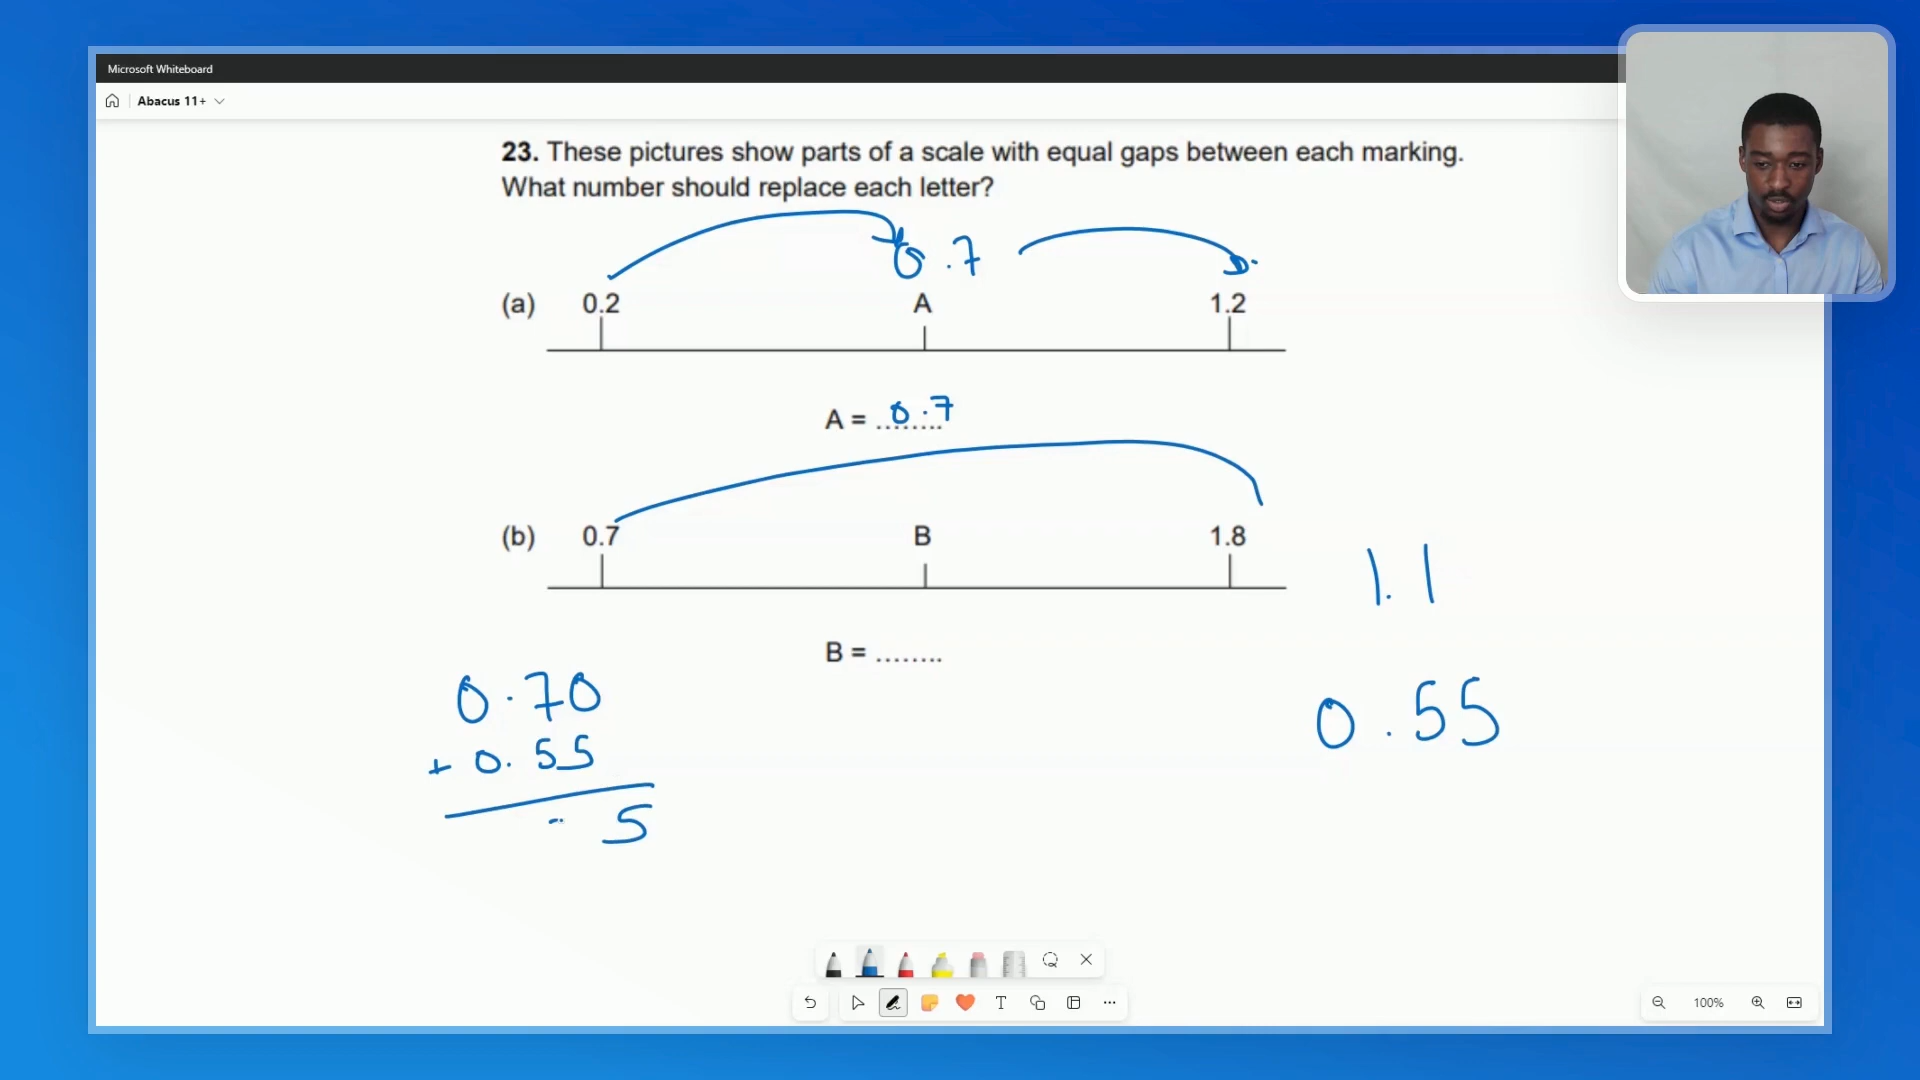 Microsoft Whiteboard
Abacus 11+
23. These pictures show parts of a scale with equal gaps between each marking.
What number should replace each letter?
0.7
(a) 0.2 A 1.2
A = ........ 0.7
(b) 0.7 B 1.8
1.1
B = ........
0.70
0.55
+ 0.55
5
100%